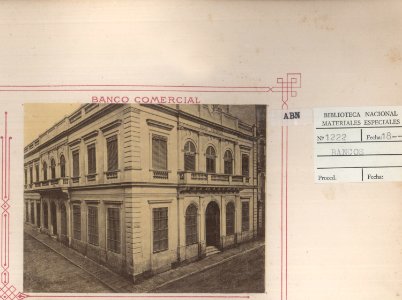 BANCO COMERCIAL
ABN
BIBLIOTECA NACIONAL
MATERIALES ESPECIALES
Nº 1222 Fecha: 18--
BANCOS
Proced. Fecha: